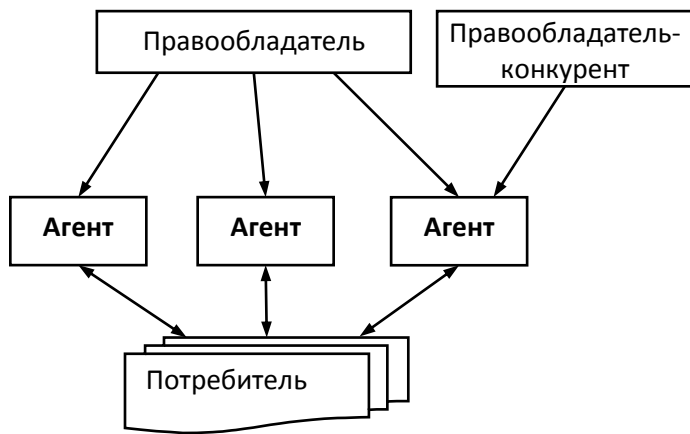 Правообладатель
Правообладатель-
конкурент
Агент
Агент
Агент
Потребитель